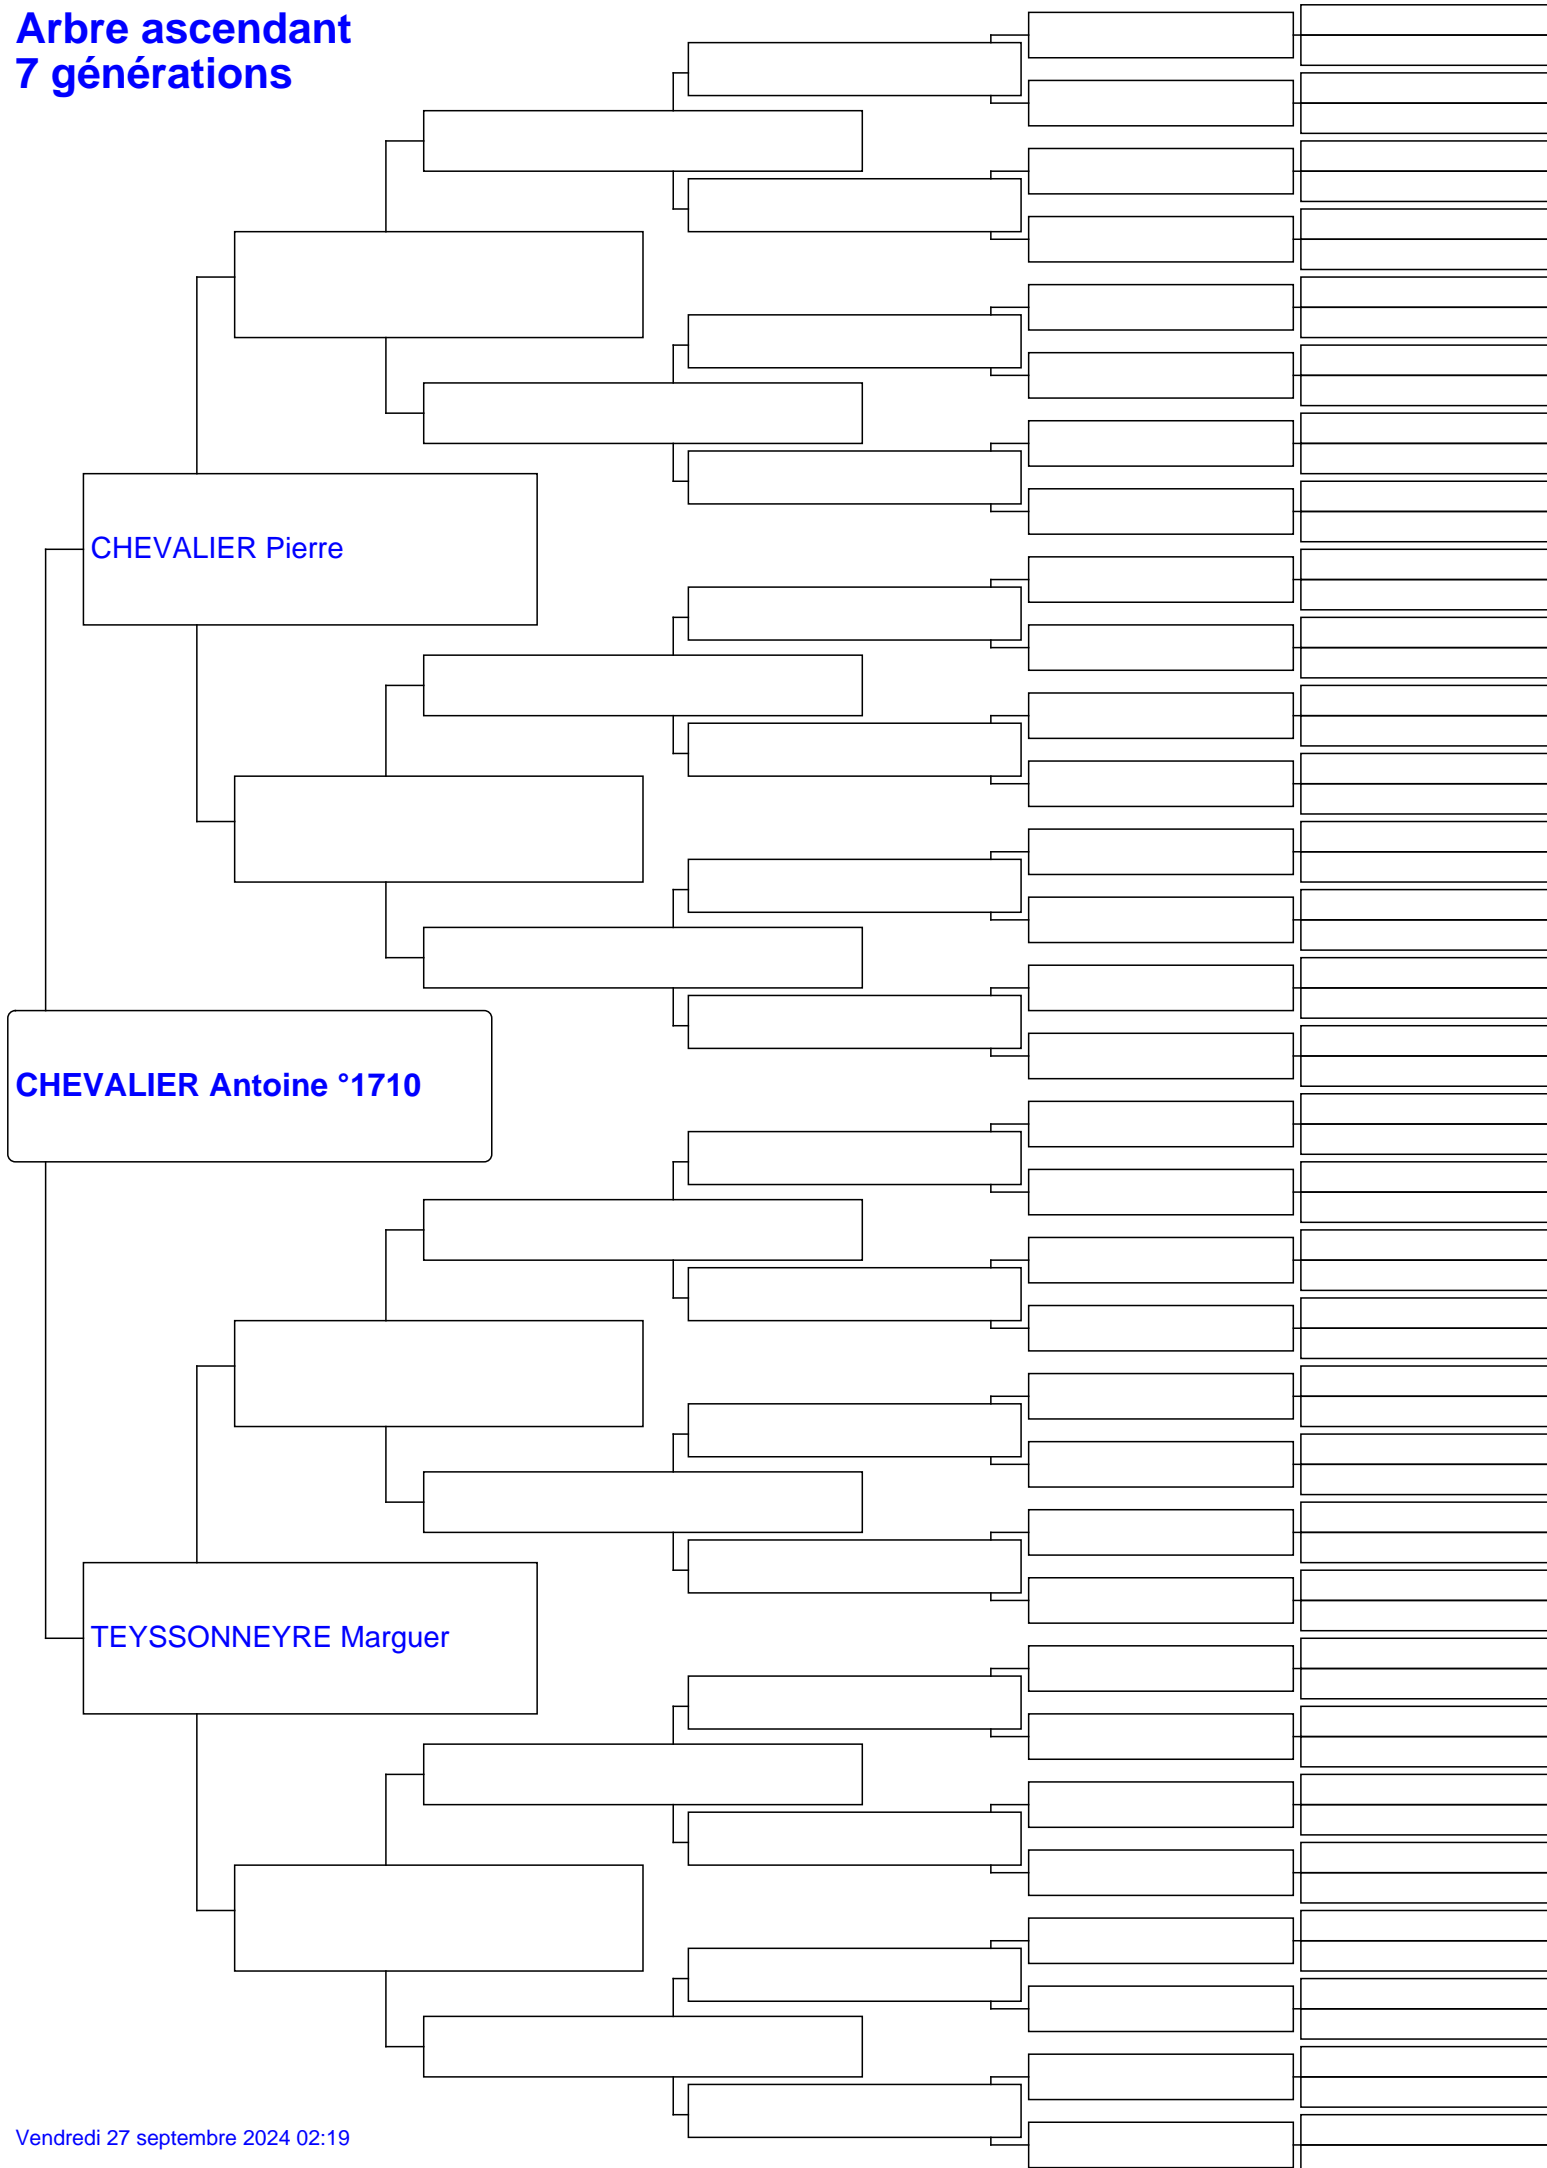 Arbre ascendant
7 générations
CHEVALIER Pierre
CHEVALIER Antoine °1710
TEYSSONNEYRE Marguer
Vendredi 27 septembre 2024 02:19